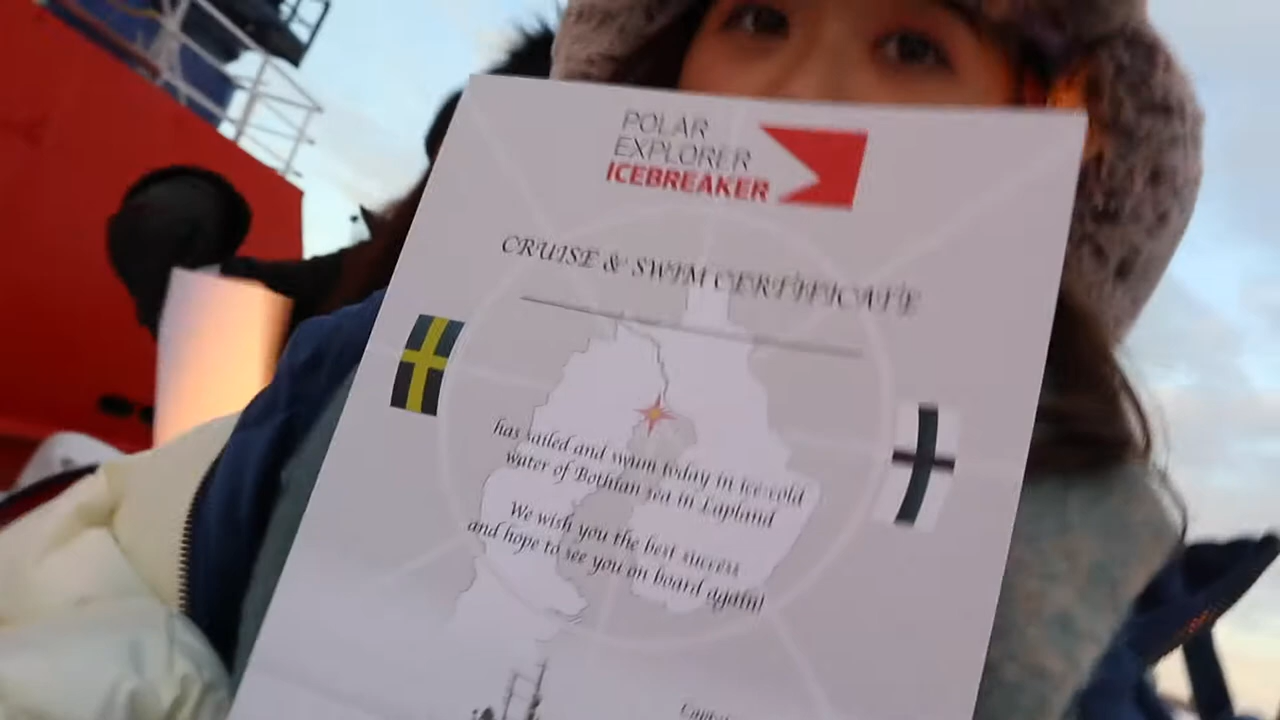 POLAR
EXPLORER
ICEBREAKER
CRUISE & SWIM CERTIFICATE
has sailed and swum today in ice-cold
water of Bothian sea in Lapland
We wish you the best success
and hope to see you on board again!